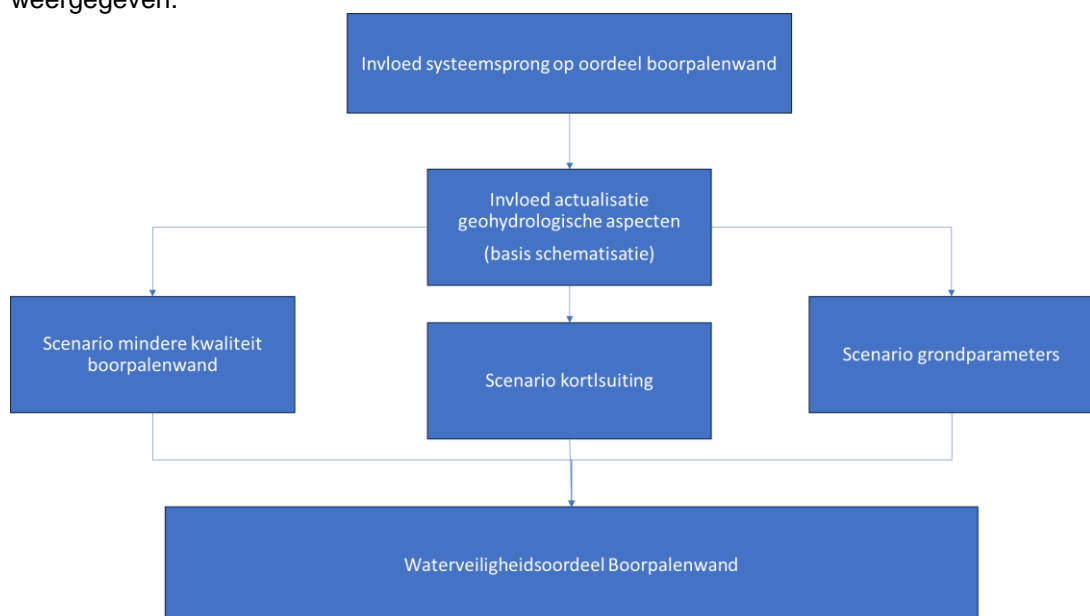 weergegeven.
Invloed systeemsprong op oordeel boorpalenwand
Invloed actualisatie
geohydrologische aspecten
(basis schematisatie)
Scenario mindere kwaliteit
boorpalenwand
Scenario kortlsuiting
Scenario grondparameters
Waterveiligheidsoordeel Boorpalenwand